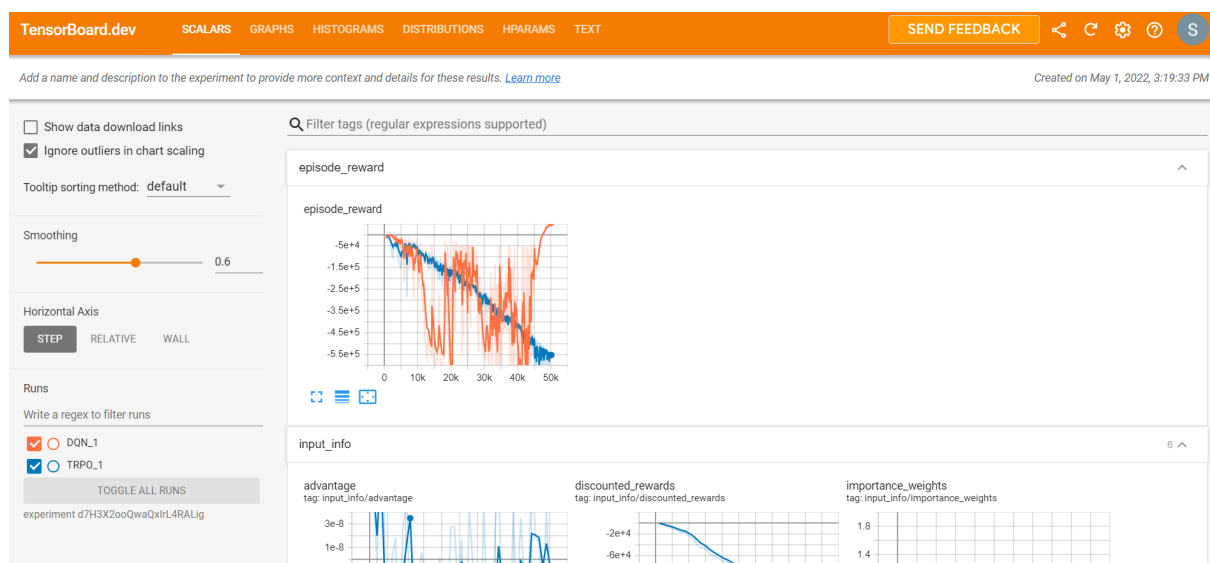 TensorBoard.dev SCALARS GRAPHS HISTOGRAMS DISTRIBUTIONS HPARAMS TEXT SEND FEEDBACK S
Add a name and description to the experiment to provide more context and details for these results. Learn more Created on May 1, 2022, 3:19:33 PM
Show data download links
Ignore outliers in chart scaling
Tooltip sorting method: default
Smoothing
0.6
Horizontal Axis
STEP RELATIVE WALL
Runs
Write a regex to filter runs
DQN_1
TRPO_1
TOGGLE ALL RUNS
experiment d7H3X2ooQwaQxIrL4RALig
Filter tags (regular expressions supported)
episode_reward
episode_reward
-5e+4
-1.5e+5
-2.5e+5
-3.5e+5
-4.5e+5
-5.5e+5
0 10k 20k 30k 40k 50k
input_info 6
advantage
tag: input_info/advantage
3e-8
1e-8
discounted_rewards
tag: input_info/discounted_rewards
-2e+4
-6e+4
importance_weights
tag: input_info/importance_weights
1.8
1.4